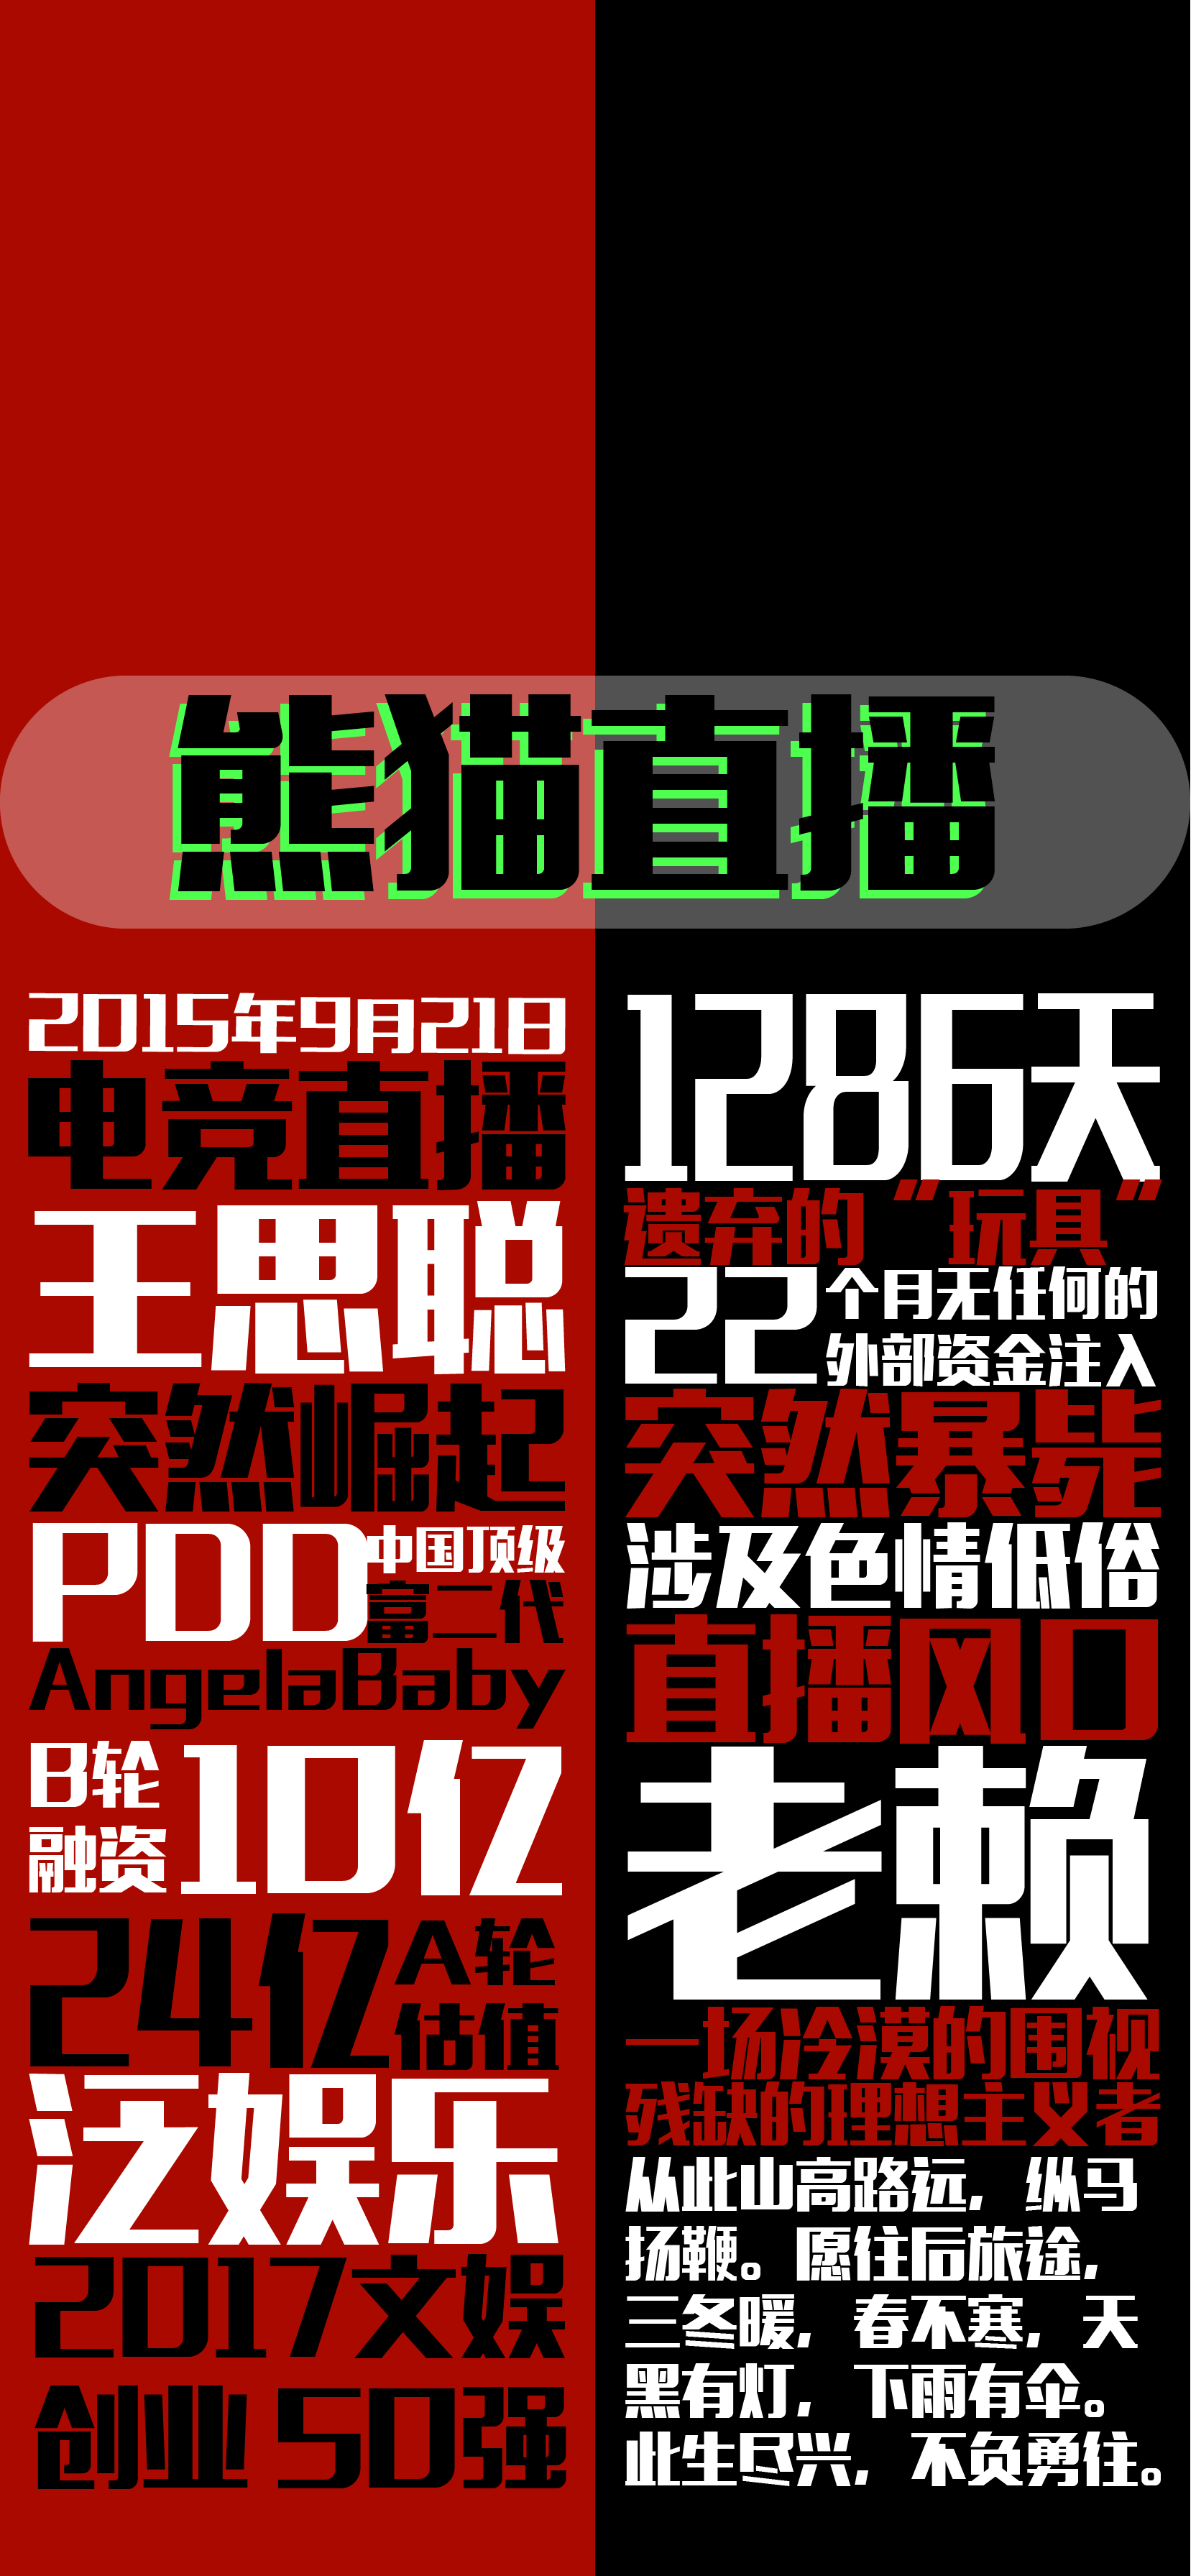 熊猫直播
2015年9月21日
电竞直播
王思聪
突然崛起
PDD
中国顶级
富二代
AngelaBaby
B轮
融资
10亿
24亿
A轮
估值
泛娱乐
2017文娱
创业50强
1286天
遗弃的“玩具”
22
个月无任何的
外部资金注入
突然暴毙
涉及色情低俗
直播风口
老赖
一场冷漠的围视
残缺的理想主义者
从此山高路远，纵马
扬鞭。愿往后旅途，
三冬暖，春不寒，天
黑有灯，下雨有伞。
此生尽兴，不负勇往。